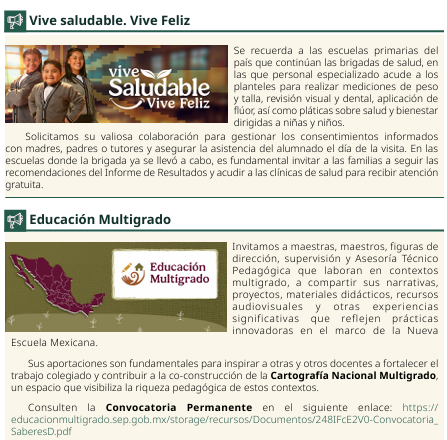 Vive saludable. Vive Feliz
vive
Saludable
Vive Feliz
Se recuerda a las escuelas primarias del
país que continúan las brigadas de salud, en
las que personal especializado acude a los
planteles para realizar mediciones de peso
y talla, revisión visual y dental, aplicación de
flúor, así como pláticas sobre salud y bienestar
dirigidas a niñas y niños.
Solicitamos su valiosa colaboración para gestionar los consentimientos informados
con madres, padres o tutores y asegurar la asistencia del alumnado el día de la visita. En las
escuelas donde la brigada ya se llevó a cabo, es fundamental invitar a las familias a seguir las
recomendaciones del Informe de Resultados y acudir a las clínicas de salud para recibir atención
gratuita.
Educación Multigrado
Educación
Multigrado
Invitamos a maestras, maestros, figuras de
dirección, supervisión y Asesoría Técnico
Pedagógica que laboran en contextos
multigrado, a compartir sus narrativas,
proyectos, materiales didácticos, recursos
audiovisuales y otras experiencias
significativas que reflejen prácticas
innovadoras en el marco de la Nueva
Escuela Mexicana.
Sus aportaciones son fundamentales para inspirar a otras y otros docentes a fortalecer el
trabajo colegiado y contribuir a la co-construcción de la Cartografía Nacional Multigrado,
un espacio que visibiliza la riqueza pedagógica de estos contextos.
Consulten la Convocatoria Permanente en el siguiente enlace: https://
educacionmultigrado.sep.gob.mx/storage/recursos/Documentos/248IFcE2V0-Convocatoria_
SaberesD.pdf